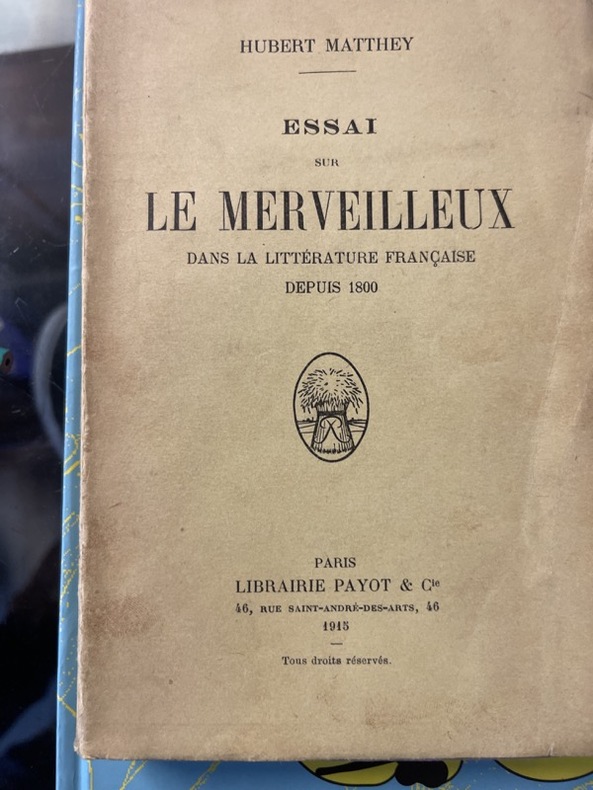 HUBERT MATTHEY
ESSAI
SUR
LE MERVEILLEUX
DANS LA LITTÉRATURE FRANÇAISE
DEPUIS 1800
PARIS
LIBRAIRIE PAYOT & Cie
46, RUE SAINT-ANDRÉ-DES-ARTS, 46
1915
Tous droits réservés.